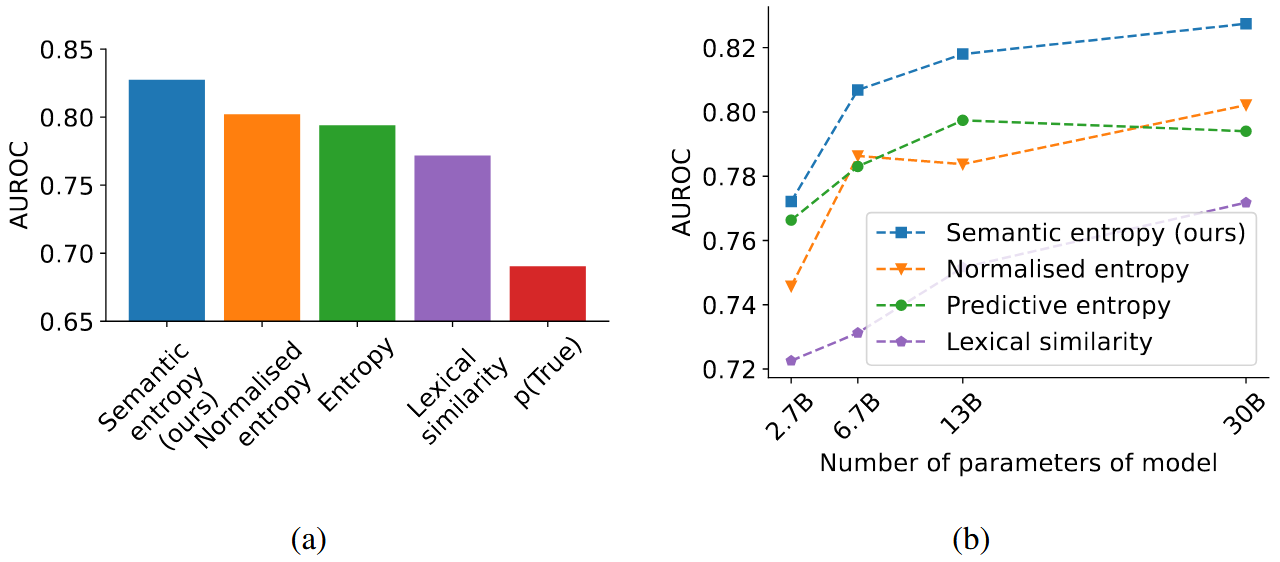 0.85
0.80
0.75
0.70
0.65
AUROC
Semantic
entropy
(ours)
Normalised
entropy
Entropy
Lexical
similarity
p(True)
(a)
0.82
0.80
0.78
0.76
0.74
0.72
AUROC
Semantic entropy (ours)
Normalised entropy
Predictive entropy
Lexical similarity
2.7B
6.7B
13B
30B
Number of parameters of model
(b)